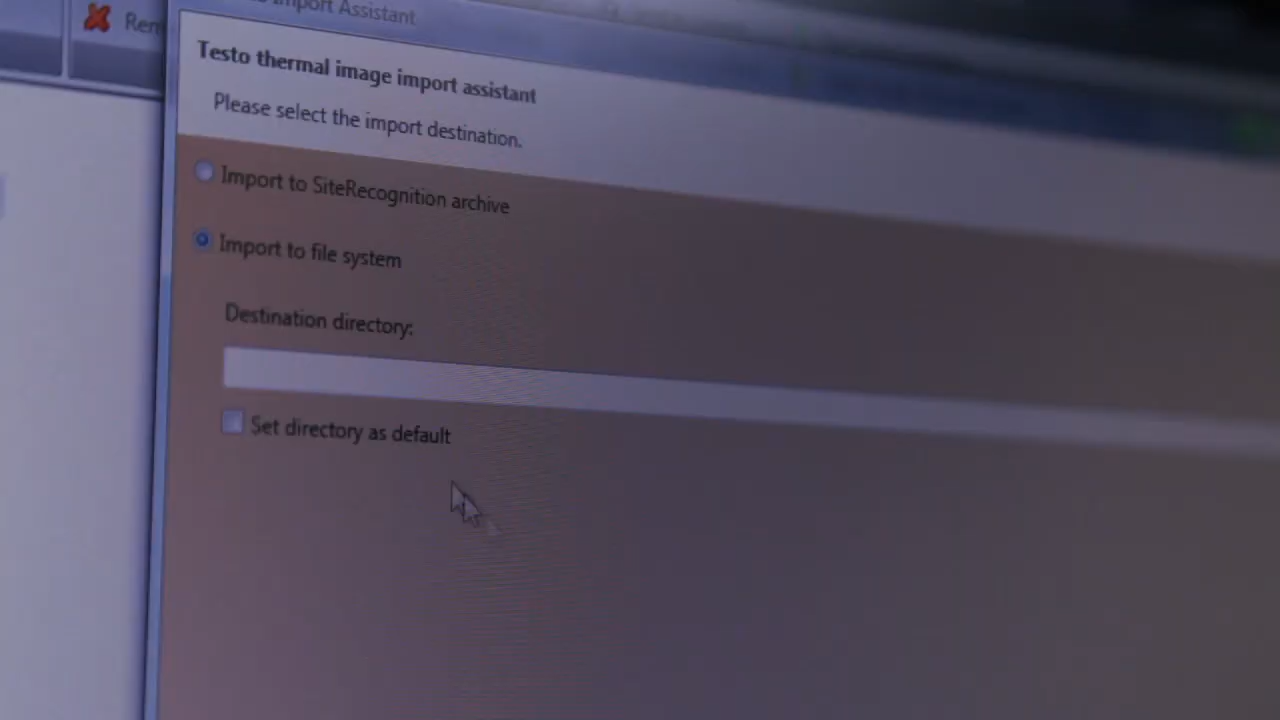 Import Assistant
Testo thermal image import assistant
Please select the import destination.
Import to SiteRecognition archive
Import to file system
Destination directory:
Set directory as default